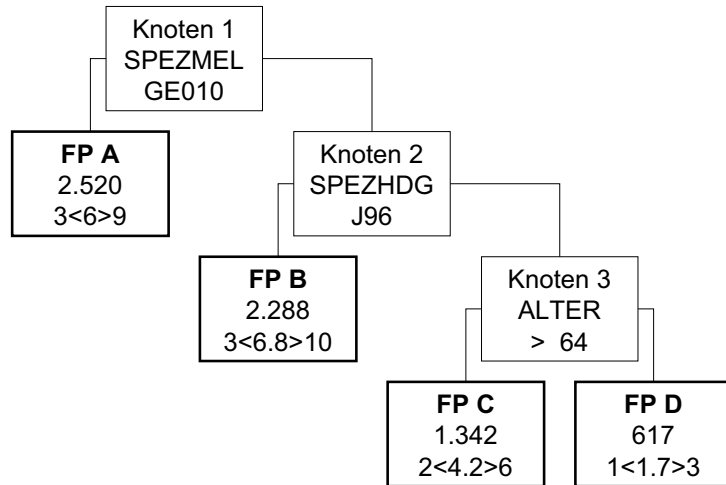 Knoten 1
SPEZMEL
GE010
FP A
2.520
3<6>9
Knoten 2
SPEZHDG
J96
FP B
2.288
3<6.8>10
Knoten 3
ALTER
> 64
FP C
1.342
2<4.2>6
FP D
617
1<1.7>3